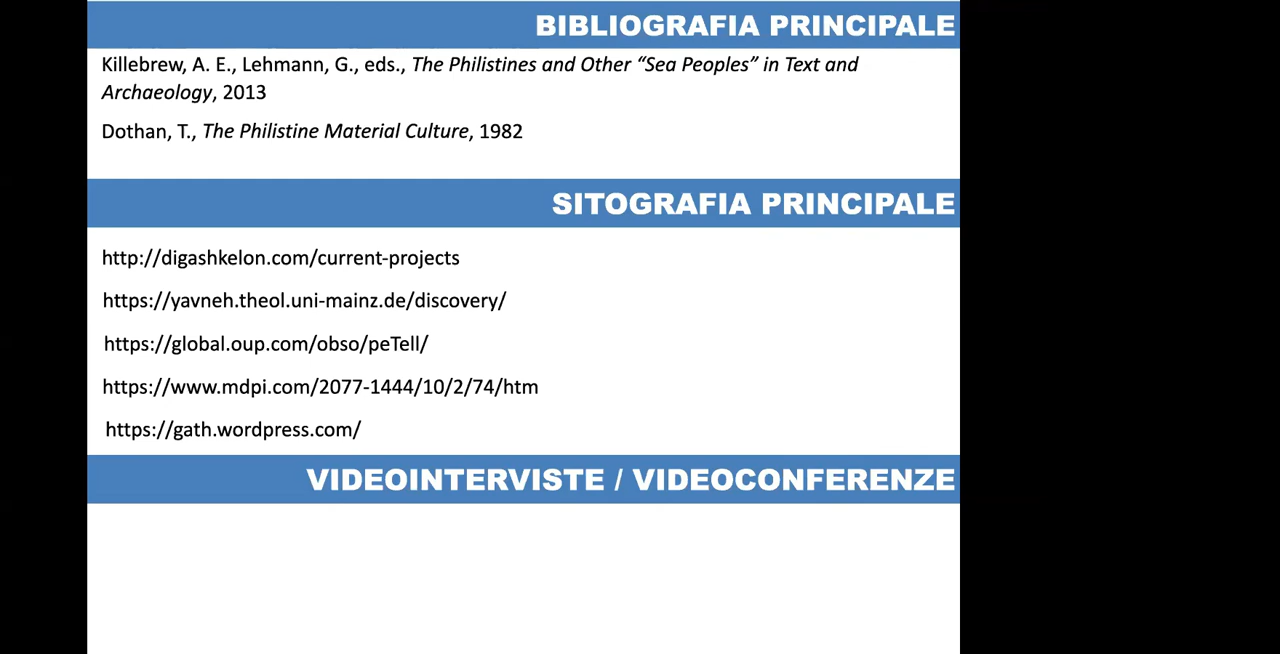 BIBLIOGRAFIA PRINCIPALE
Killebrew, A. E., Lehmann, G., eds., The Philistines and Other “Sea Peoples” in Text and
Archaeology, 2013
Dothan, T., The Philistine Material Culture, 1982
SITOGRAFIA PRINCIPALE
http://digashkelon.com/current-projects
https://yavneh.theol.uni-mainz.de/discovery/
https://global.oup.com/obso/peTell/
https://www.mdpi.com/2077-1444/10/2/74/htm
https://gath.wordpress.com/
VIDEOINTERVISTE / VIDEOCONFERENZE